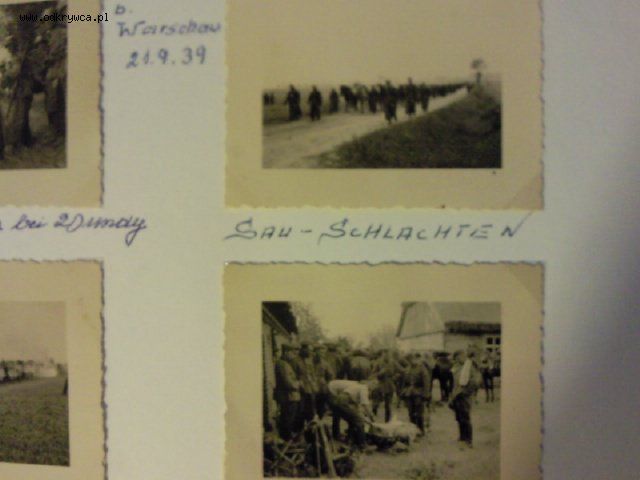 www.odkrywca.pl
b.
Warschau
21.9.39
bei
SAU - SCHLACHTEN